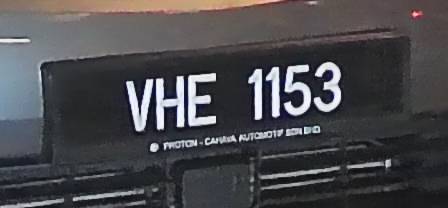 VHE 1153
PROTON - CAHAYA AUTOMOTIF SDN BHD